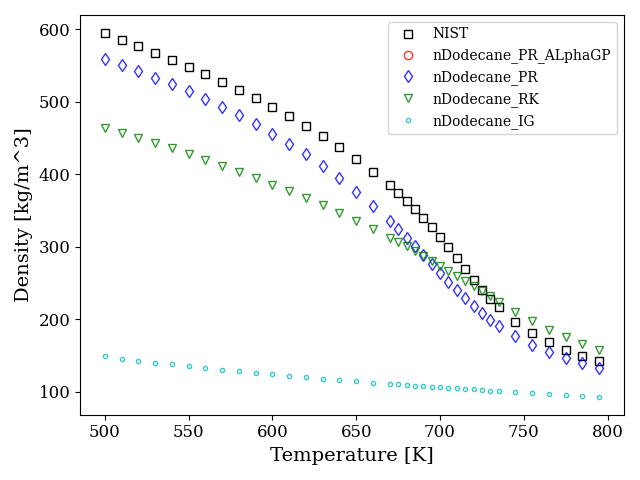 600
500
400
300
200
100
Density [kg/m^3]
NIST
nDodecane_PR_ALphaGP
nDodecane_PR
nDodecane_RK
nDodecane_IG
500 550 600 650 700 750 800
Temperature [K]